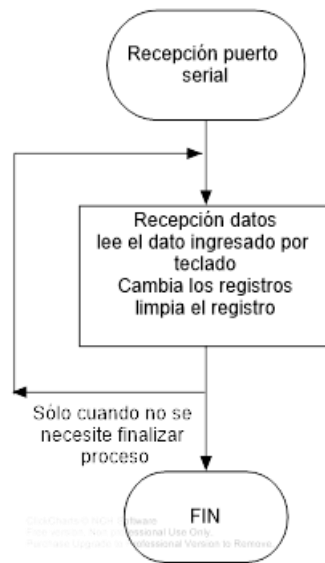 Recepción puerto
serial
Recepción datos
lee el dato ingresado por
teclado
Cambia los registros
limpia el registro
Sólo cuando no se
necesite finalizar
proceso
FIN